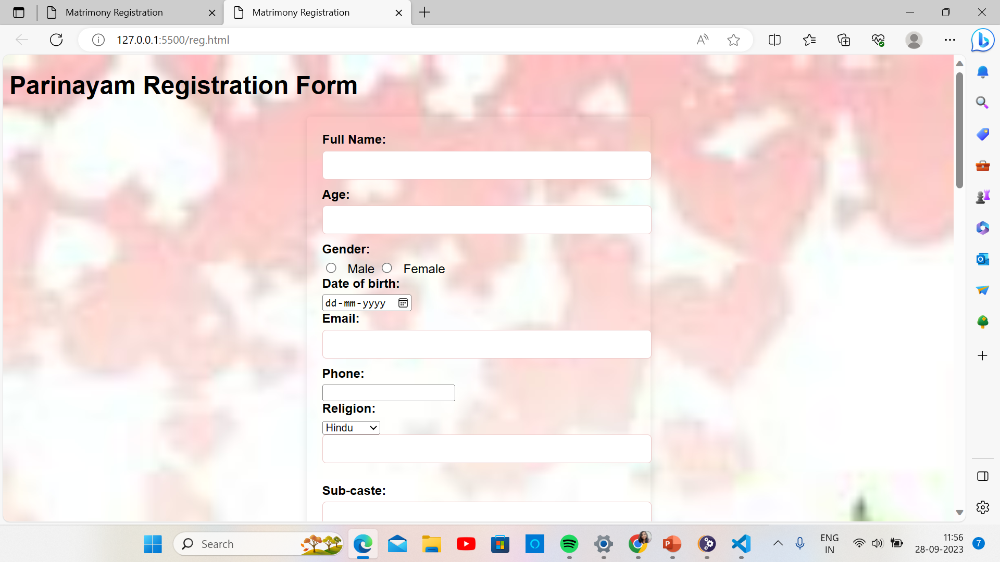 Matrimony Registration
Matrimony Registration
127.0.0.1:5500/reg.html
Parinayam Registration Form
Full Name:
Age:
Gender:
Male Female
Date of birth:
dd-mm-yyyy
Email:
Phone:
Religion:
Hindu
Sub-caste:
Search
ENG
IN
11:56
28-09-2023
7